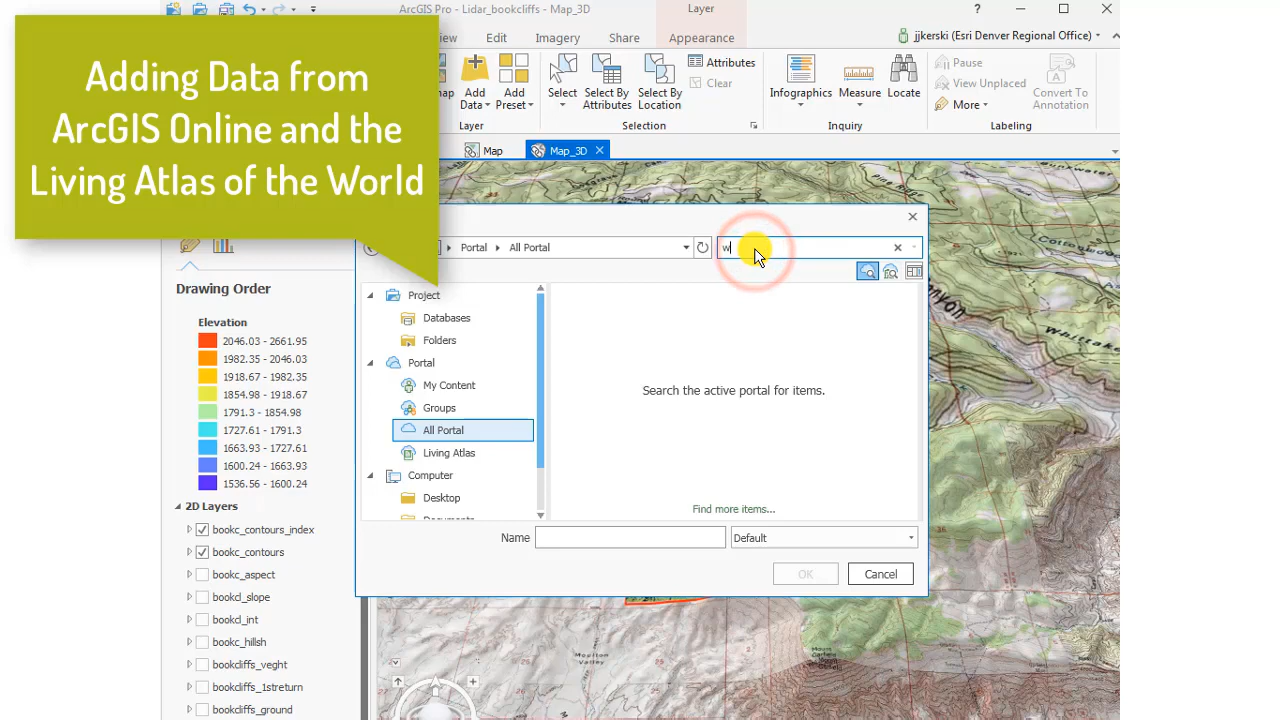 ArcGIS Pro - Lidar_bookcliffs - Map_3D
Layer
?
Adding Data from
ArcGIS Online and the
Living Atlas of the World
Edit
Imagery
Share
Appearance
jjkerski (Esri Denver Regional Office)
Add
Data
Add
Preset
Layer
Select
Select By
Attributes
Select By
Location
Attributes
Clear
Selection
Infographics
Measure
Locate
Inquiry
Pause
View Unplaced
More
Convert To
Annotation
Labeling
Map
Map_3D
Portal
All Portal
w
Project
Databases
Folders
Portal
My Content
Groups
All Portal
Living Atlas
Computer
Desktop
Search the active portal for items.
Find more items...
Name
Default
OK
Cancel
Drawing Order
Elevation
2046.03 - 2661.95
1982.35 - 2046.03
1918.67 - 1982.35
1854.98 - 1918.67
1791.3 - 1854.98
1727.61 - 1791.3
1663.93 - 1727.61
1600.24 - 1663.93
1536.56 - 1600.24
2D Layers
bookc_contours_index
bookc_contours
bookc_aspect
bookcl_slope
bookcl_int
bookc_hillsh
bookcliffs_veght
bookcliffs_1streturn
bookcliffs_ground
Pine Ridge
Whittaker
Moulton
Valley